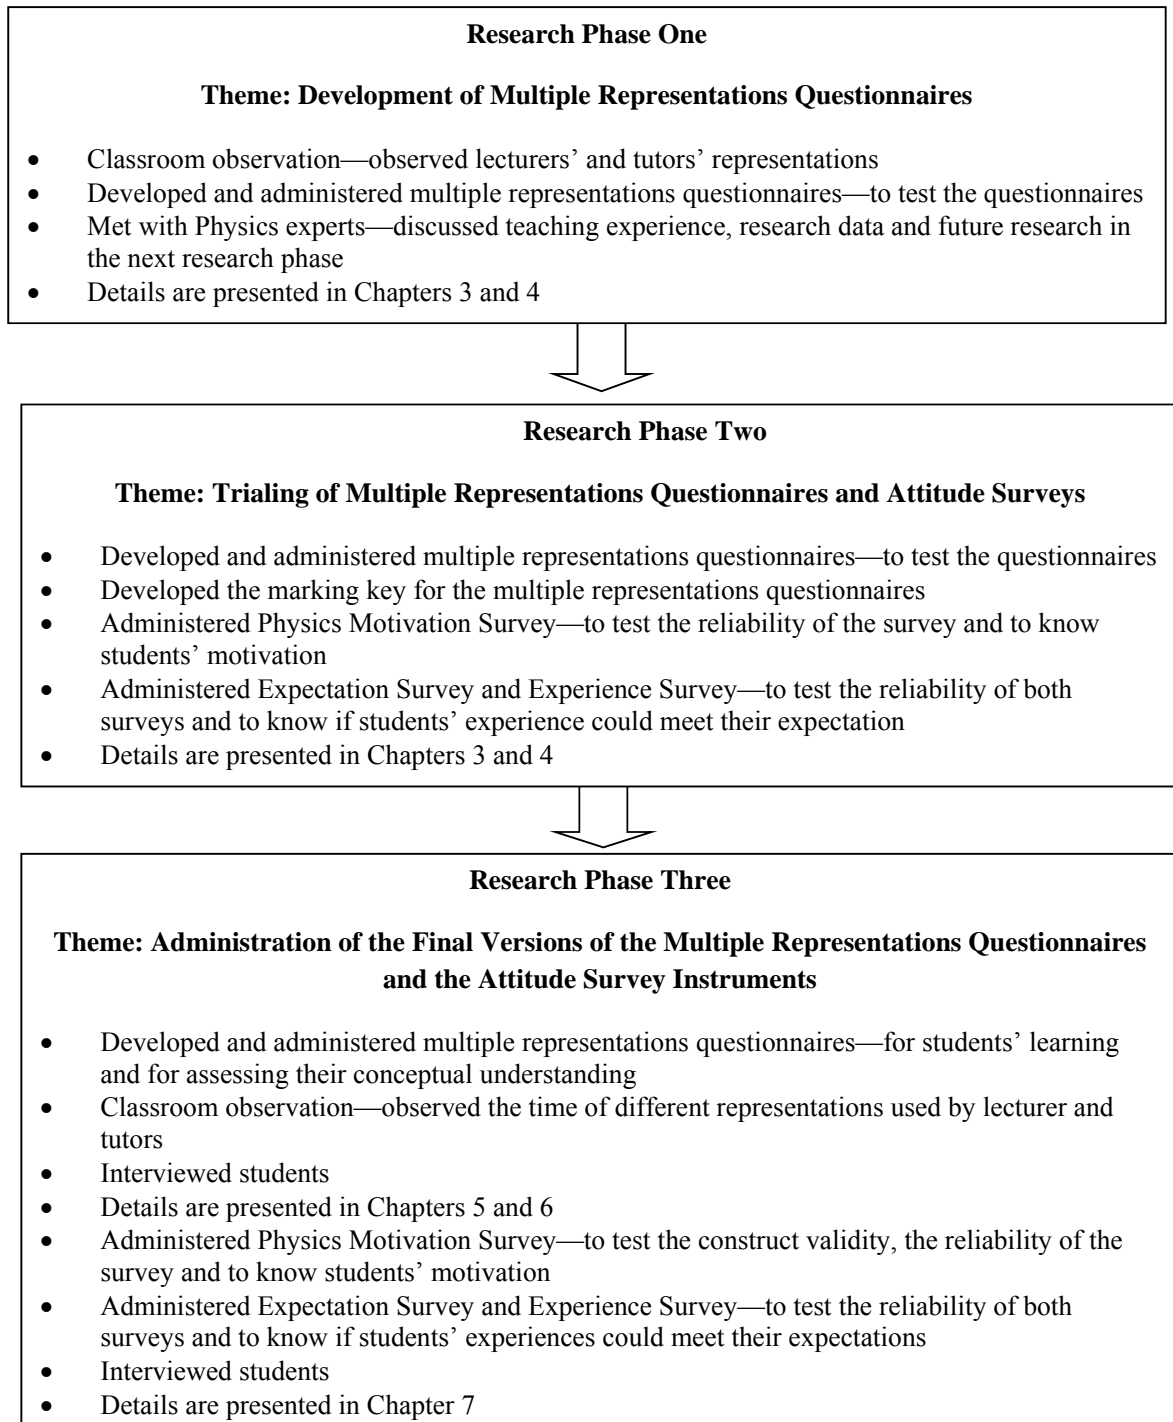 Research Phase One
Theme: Development of Multiple Representations Questionnaires
• Classroom observation—observed lecturers’ and tutors’ representations
• Developed and administered multiple representations questionnaires—to test the questionnaires
• Met with Physics experts—discussed teaching experience, research data and future research in
the next research phase
• Details are presented in Chapters 3 and 4
Research Phase Two
Theme: Trialing of Multiple Representations Questionnaires and Attitude Surveys
• Developed and administered multiple representations questionnaires—to test the questionnaires
• Developed the marking key for the multiple representations questionnaires
• Administered Physics Motivation Survey—to test the reliability of the survey and to know
students’ motivation
• Administered Expectation Survey and Experience Survey—to test the reliability of both
surveys and to know if students’ experience could meet their expectation
• Details are presented in Chapters 3 and 4
Research Phase Three
Theme: Administration of the Final Versions of the Multiple Representations Questionnaires
and the Attitude Survey Instruments
• Developed and administered multiple representations questionnaires—for students’ learning
and for assessing their conceptual understanding
• Classroom observation—observed the time of different representations used by lecturer and
tutors
• Interviewed students
• Details are presented in Chapters 5 and 6
• Administered Physics Motivation Survey—to test the construct validity, the reliability of the
survey and to know students’ motivation
• Administered Expectation Survey and Experience Survey—to test the reliability of both
surveys and to know if students’ experiences could meet their expectations
• Interviewed students
• Details are presented in Chapter 7